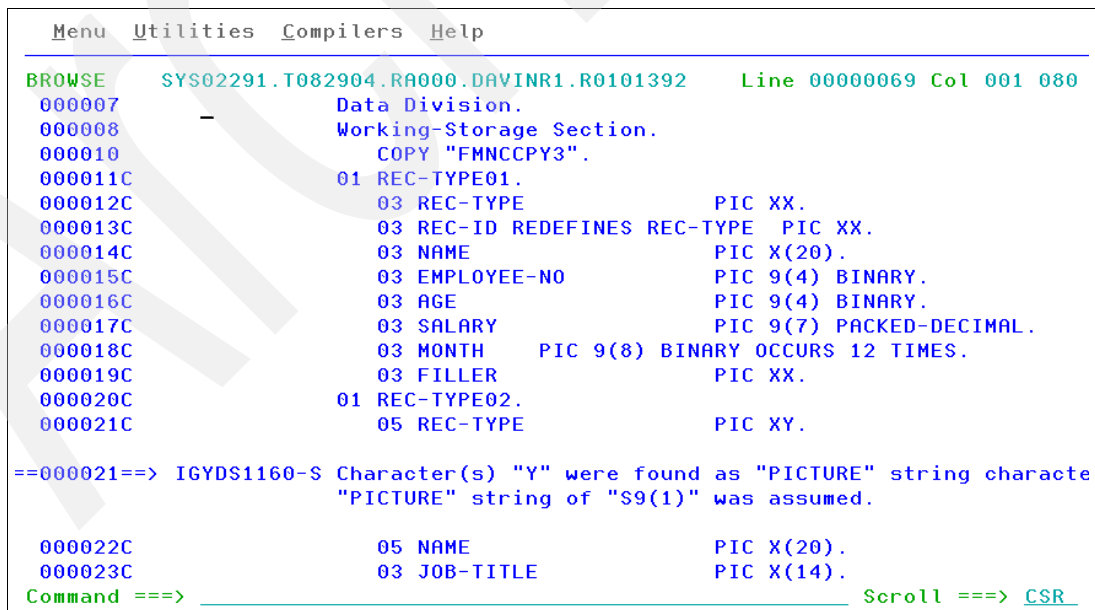 Menu Utilities Compilers Help
BROWSE SYS02291.T082904.RA000.DAVINR1.R0101392 Line 00000069 Col 001 080
000007 Data Division.
000008 _ Working-Storage Section.
000010 COPY "FMNCCPY3".
000011C 01 REC-TYPE01.
000012C 03 REC-TYPE PIC XX.
000013C 03 REC-ID REDEFINES REC-TYPE PIC XX.
000014C 03 NAME PIC X(20).
000015C 03 EMPLOYEE-NO PIC 9(4) BINARY.
000016C 03 AGE PIC 9(4) BINARY.
000017C 03 SALARY PIC 9(7) PACKED-DECIMAL.
000018C 03 MONTH PIC 9(8) BINARY OCCURS 12 TIMES.
000019C 03 FILLER PIC XX.
000020C 01 REC-TYPE02.
000021C 05 REC-TYPE PIC XY.
==000021==> IGYDS1160-S Character(s) "Y" were found as "PICTURE" string characte
"PICTURE" string of "S9(1)" was assumed.
000022C 05 NAME PIC X(20).
000023C 03 JOB-TITLE PIC X(14).
Command ===> Scroll ===> CSR